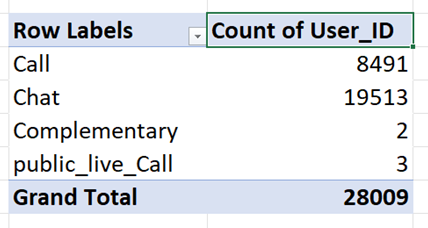 Row Labels Count of User_ID
Call 8491
Chat 19513
Complementary 2
public_live_Call 3
Grand Total 28009